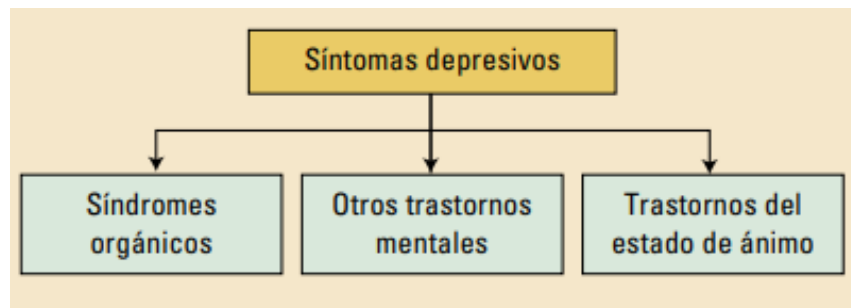 Síntomas depresivos
Síndromes
orgánicos
Otros trastornos
mentales
Trastornos del
estado de ánimo